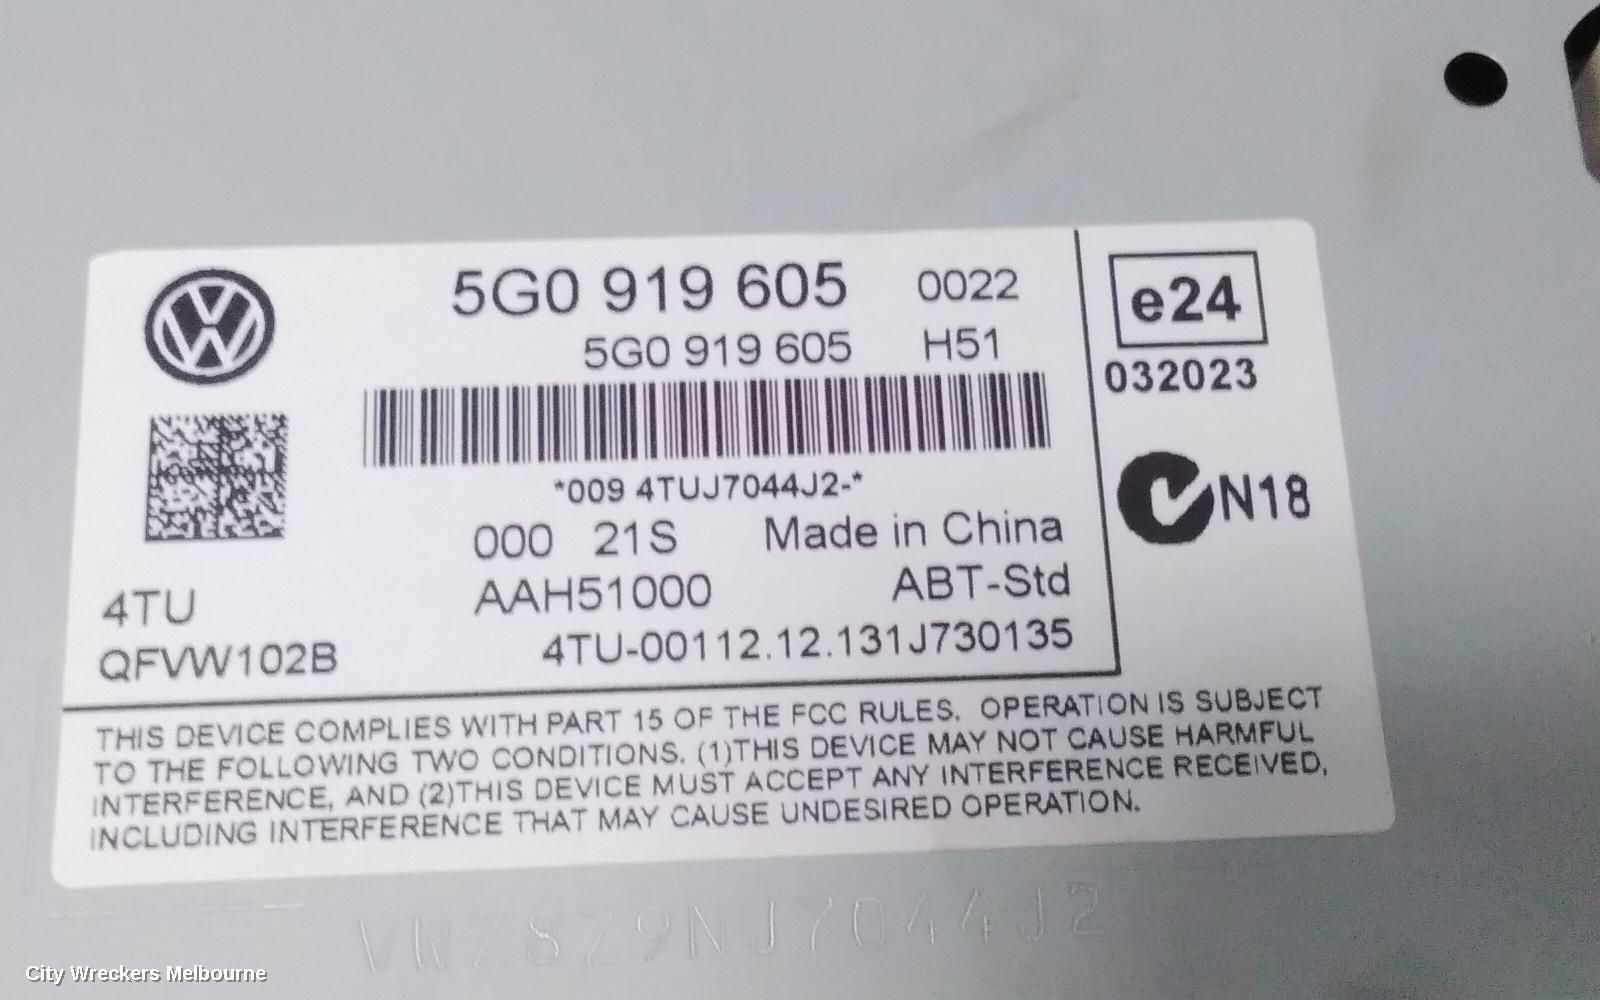 5G0 919 605 0022
5G0 919 605 H51
*009 4TUJ7044J2-*
000 21S Made in China
4TU AAH51000 ABT-Std
QFVW102B 4TU-00112.12.131J730135
e24
032023
N18
THIS DEVICE COMPLIES WITH PART 15 OF THE FCC RULES. OPERATION IS SUBJECT
TO THE FOLLOWING TWO CONDITIONS. (1)THIS DEVICE MAY NOT CAUSE HARMFUL
INTERFERENCE, AND (2)THIS DEVICE MUST ACCEPT ANY INTERFERENCE RECEIVED,
INCLUDING INTERFERENCE THAT MAY CAUSE UNDESIRED OPERATION.
VWZ8Z9NJ7044J2
City Wreckers Melbourne